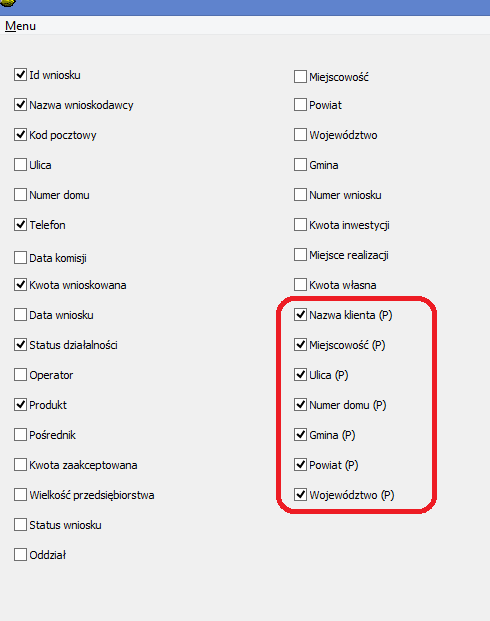 Menu
Id wniosku
Nazwa wnioskodawcy
Kod pocztowy
Ulica
Numer domu
Telefon
Data komisji
Kwota wnioskowana
Data wniosku
Status działalności
Operator
Produkt
Pośrednik
Kwota zaakceptowana
Wielkość przedsiębiorstwa
Status wniosku
Oddział
Miejscowość
Powiat
Województwo
Gmina
Numer wniosku
Kwota inwestycji
Miejsce realizacji
Kwota własna
Nazwa klienta (P)
Miejscowość (P)
Ulica (P)
Numer domu (P)
Gmina (P)
Powiat (P)
Województwo (P)